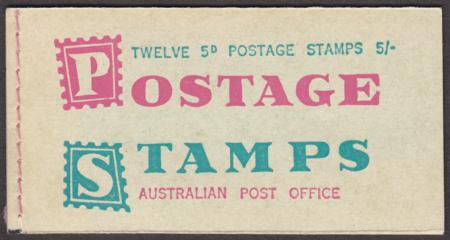 TWELVE 5D POSTAGE STAMPS 5/-
POSTAGE
STAMPS
AUSTRALIAN POST OFFICE